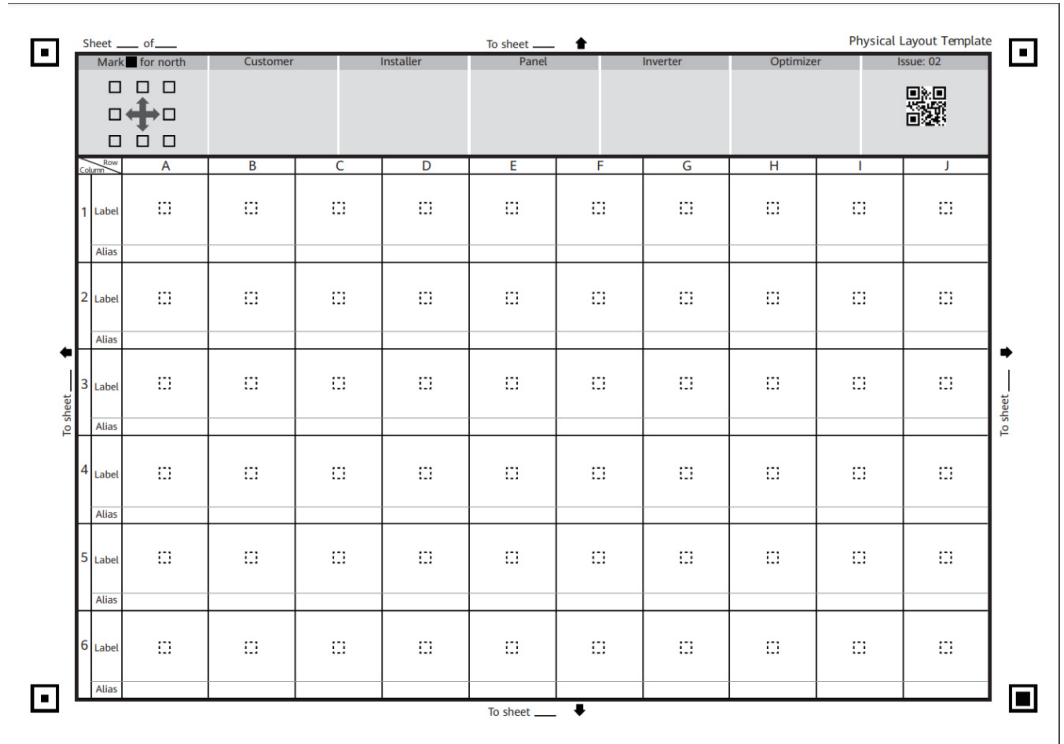 Sheet ___ of ___ To sheet ___ Physical Layout Template
Mark ■ for north Customer Installer Panel Inverter Optimizer Issue: 02
Row
Column
A B C D E F G H I J
1 Label
Alias
2 Label
Alias
To sheet ___
3 Label
Alias
To sheet ___
4 Label
Alias
5 Label
Alias
6 Label
Alias
To sheet ___